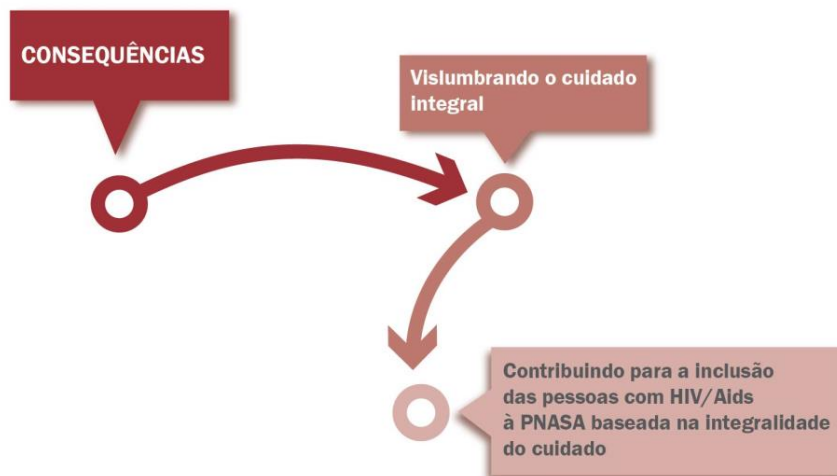 CONSEQUÊNCIAS
Vislumbrando o cuidado
integral
Contribuindo para a inclusão
das pessoas com HIV/Aids
à PNASA baseada na integralidade
do cuidado